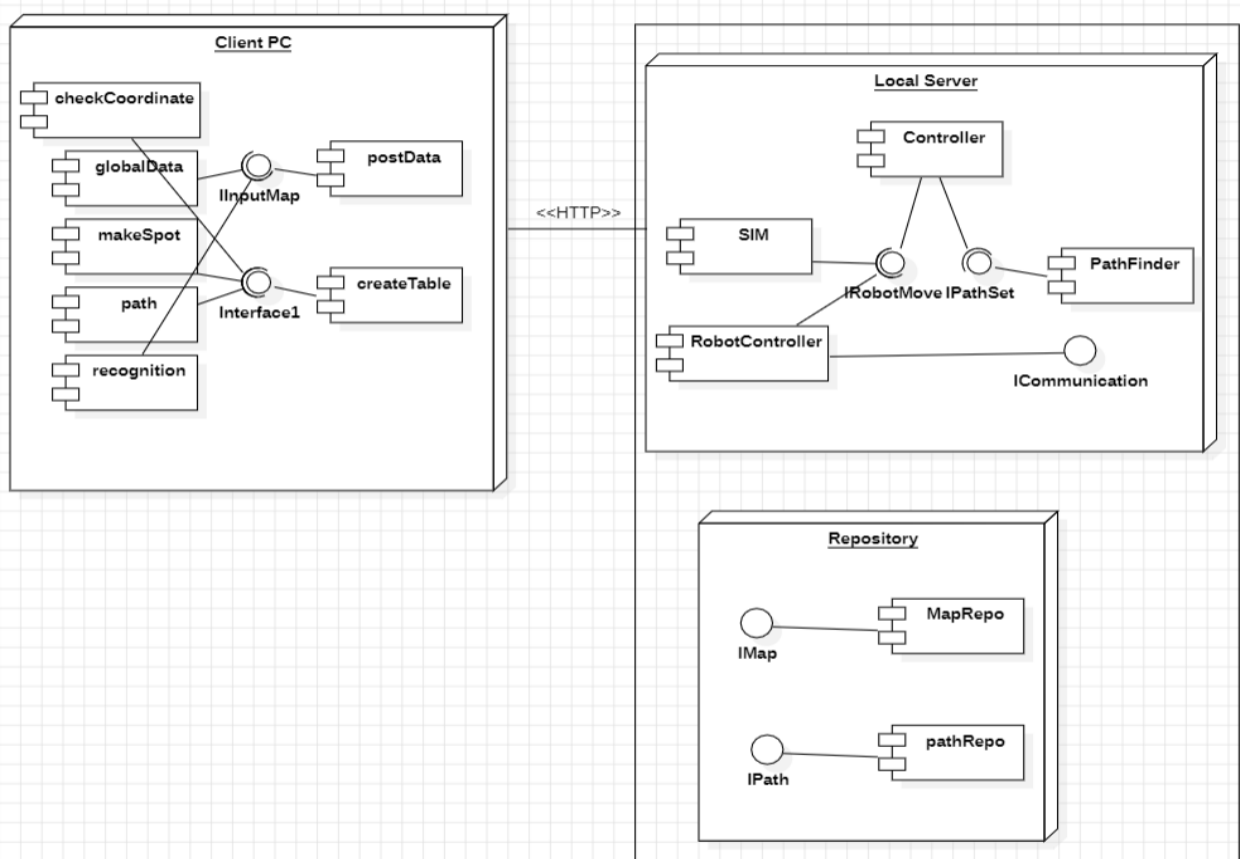 Client PC
checkCoordinate
globalData
IInputMap
postData
makeSpot
path
Interface1
createTable
recognition
<<HTTP>>
Local Server
Controller
SIM
IRobotMove
IPathSet
PathFinder
RobotController
ICommunication
Repository
MapRepo
IMap
pathRepo
IPath